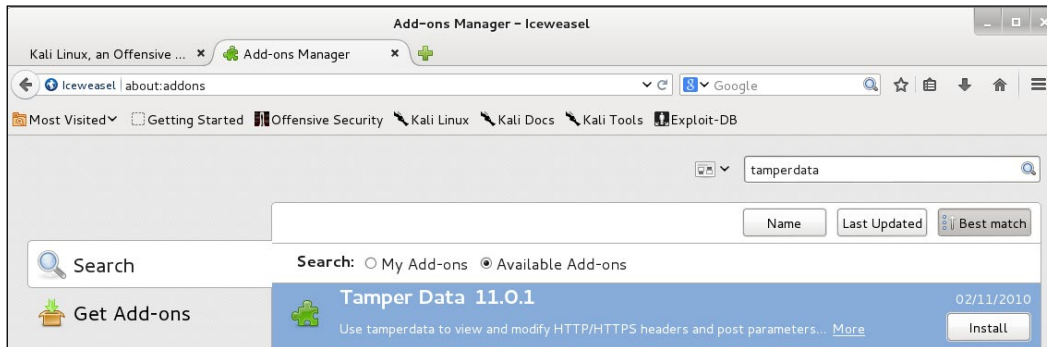 Add-ons Manager – Iceweasel
Kali Linux, an Offensive ...
Add-ons Manager
Iceweasel
about:addons
Google
Most Visited
Getting Started
Offensive Security
Kali Linux
Kali Docs
Kali Tools
Exploit-DB
tamperdata
Name
Last Updated
Best match
Search
Search: My Add-ons Available Add-ons
Get Add-ons
Tamper Data 11.0.1
02/11/2010
Use tamperdata to view and modify HTTP/HTTPS headers and post parameters... More
Install